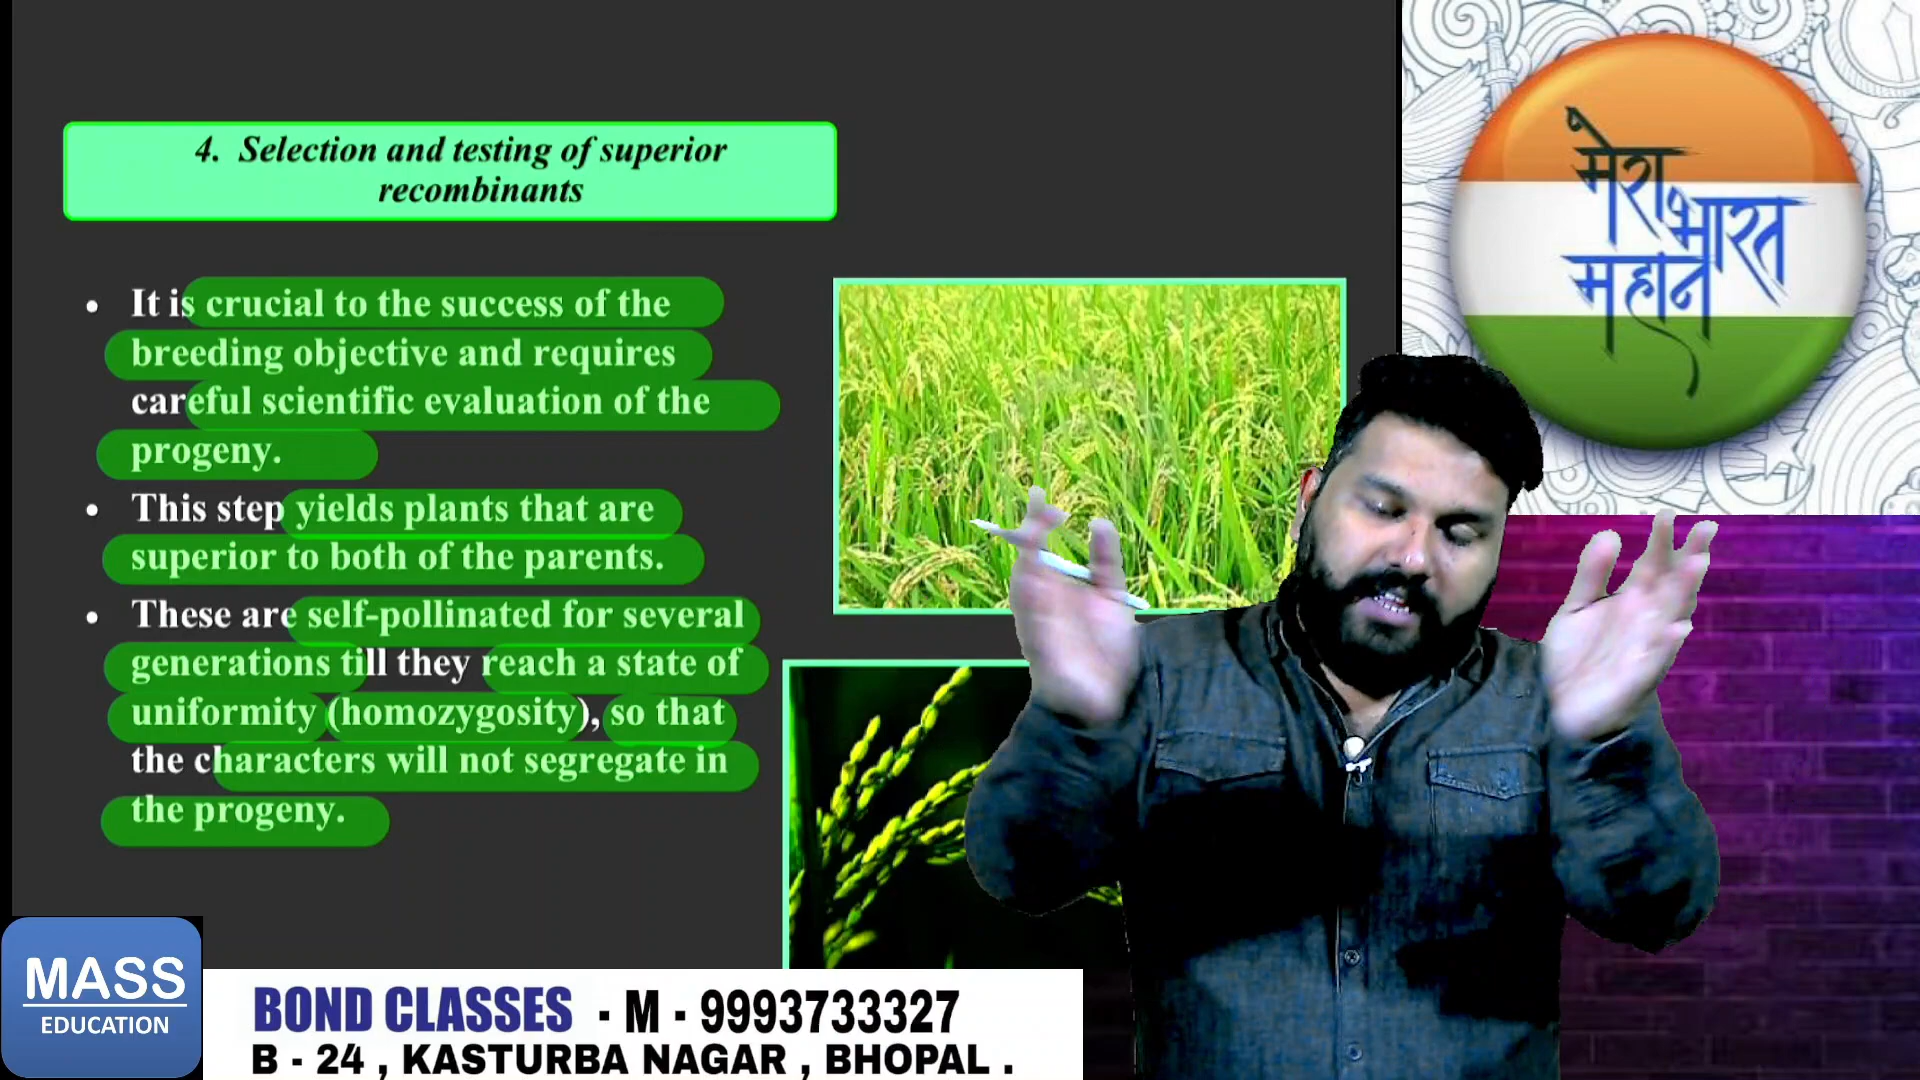 4. Selection and testing of superior
recombinants
• It is crucial to the success of the
breeding objective and requires
careful scientific evaluation of the
progeny.
• This step yields plants that are
superior to both of the parents.
• These are self-pollinated for several
generations till they reach a state of
uniformity (homozygosity), so that
the characters will not segregate in
the progeny.
मेरा
भारत
महान
MASS
EDUCATION
BOND CLASSES - M - 9993733327
B - 24 , KASTURBA NAGAR , BHOPAL .